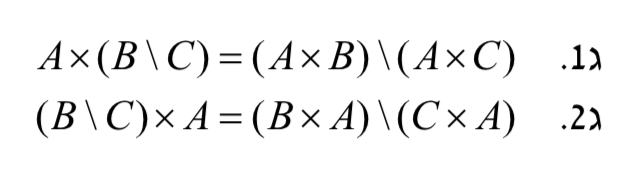 ג1. A×(B\C)=(A×B)\(A×C)
ג2. (B\C)×A=(B×A)\(C×A)